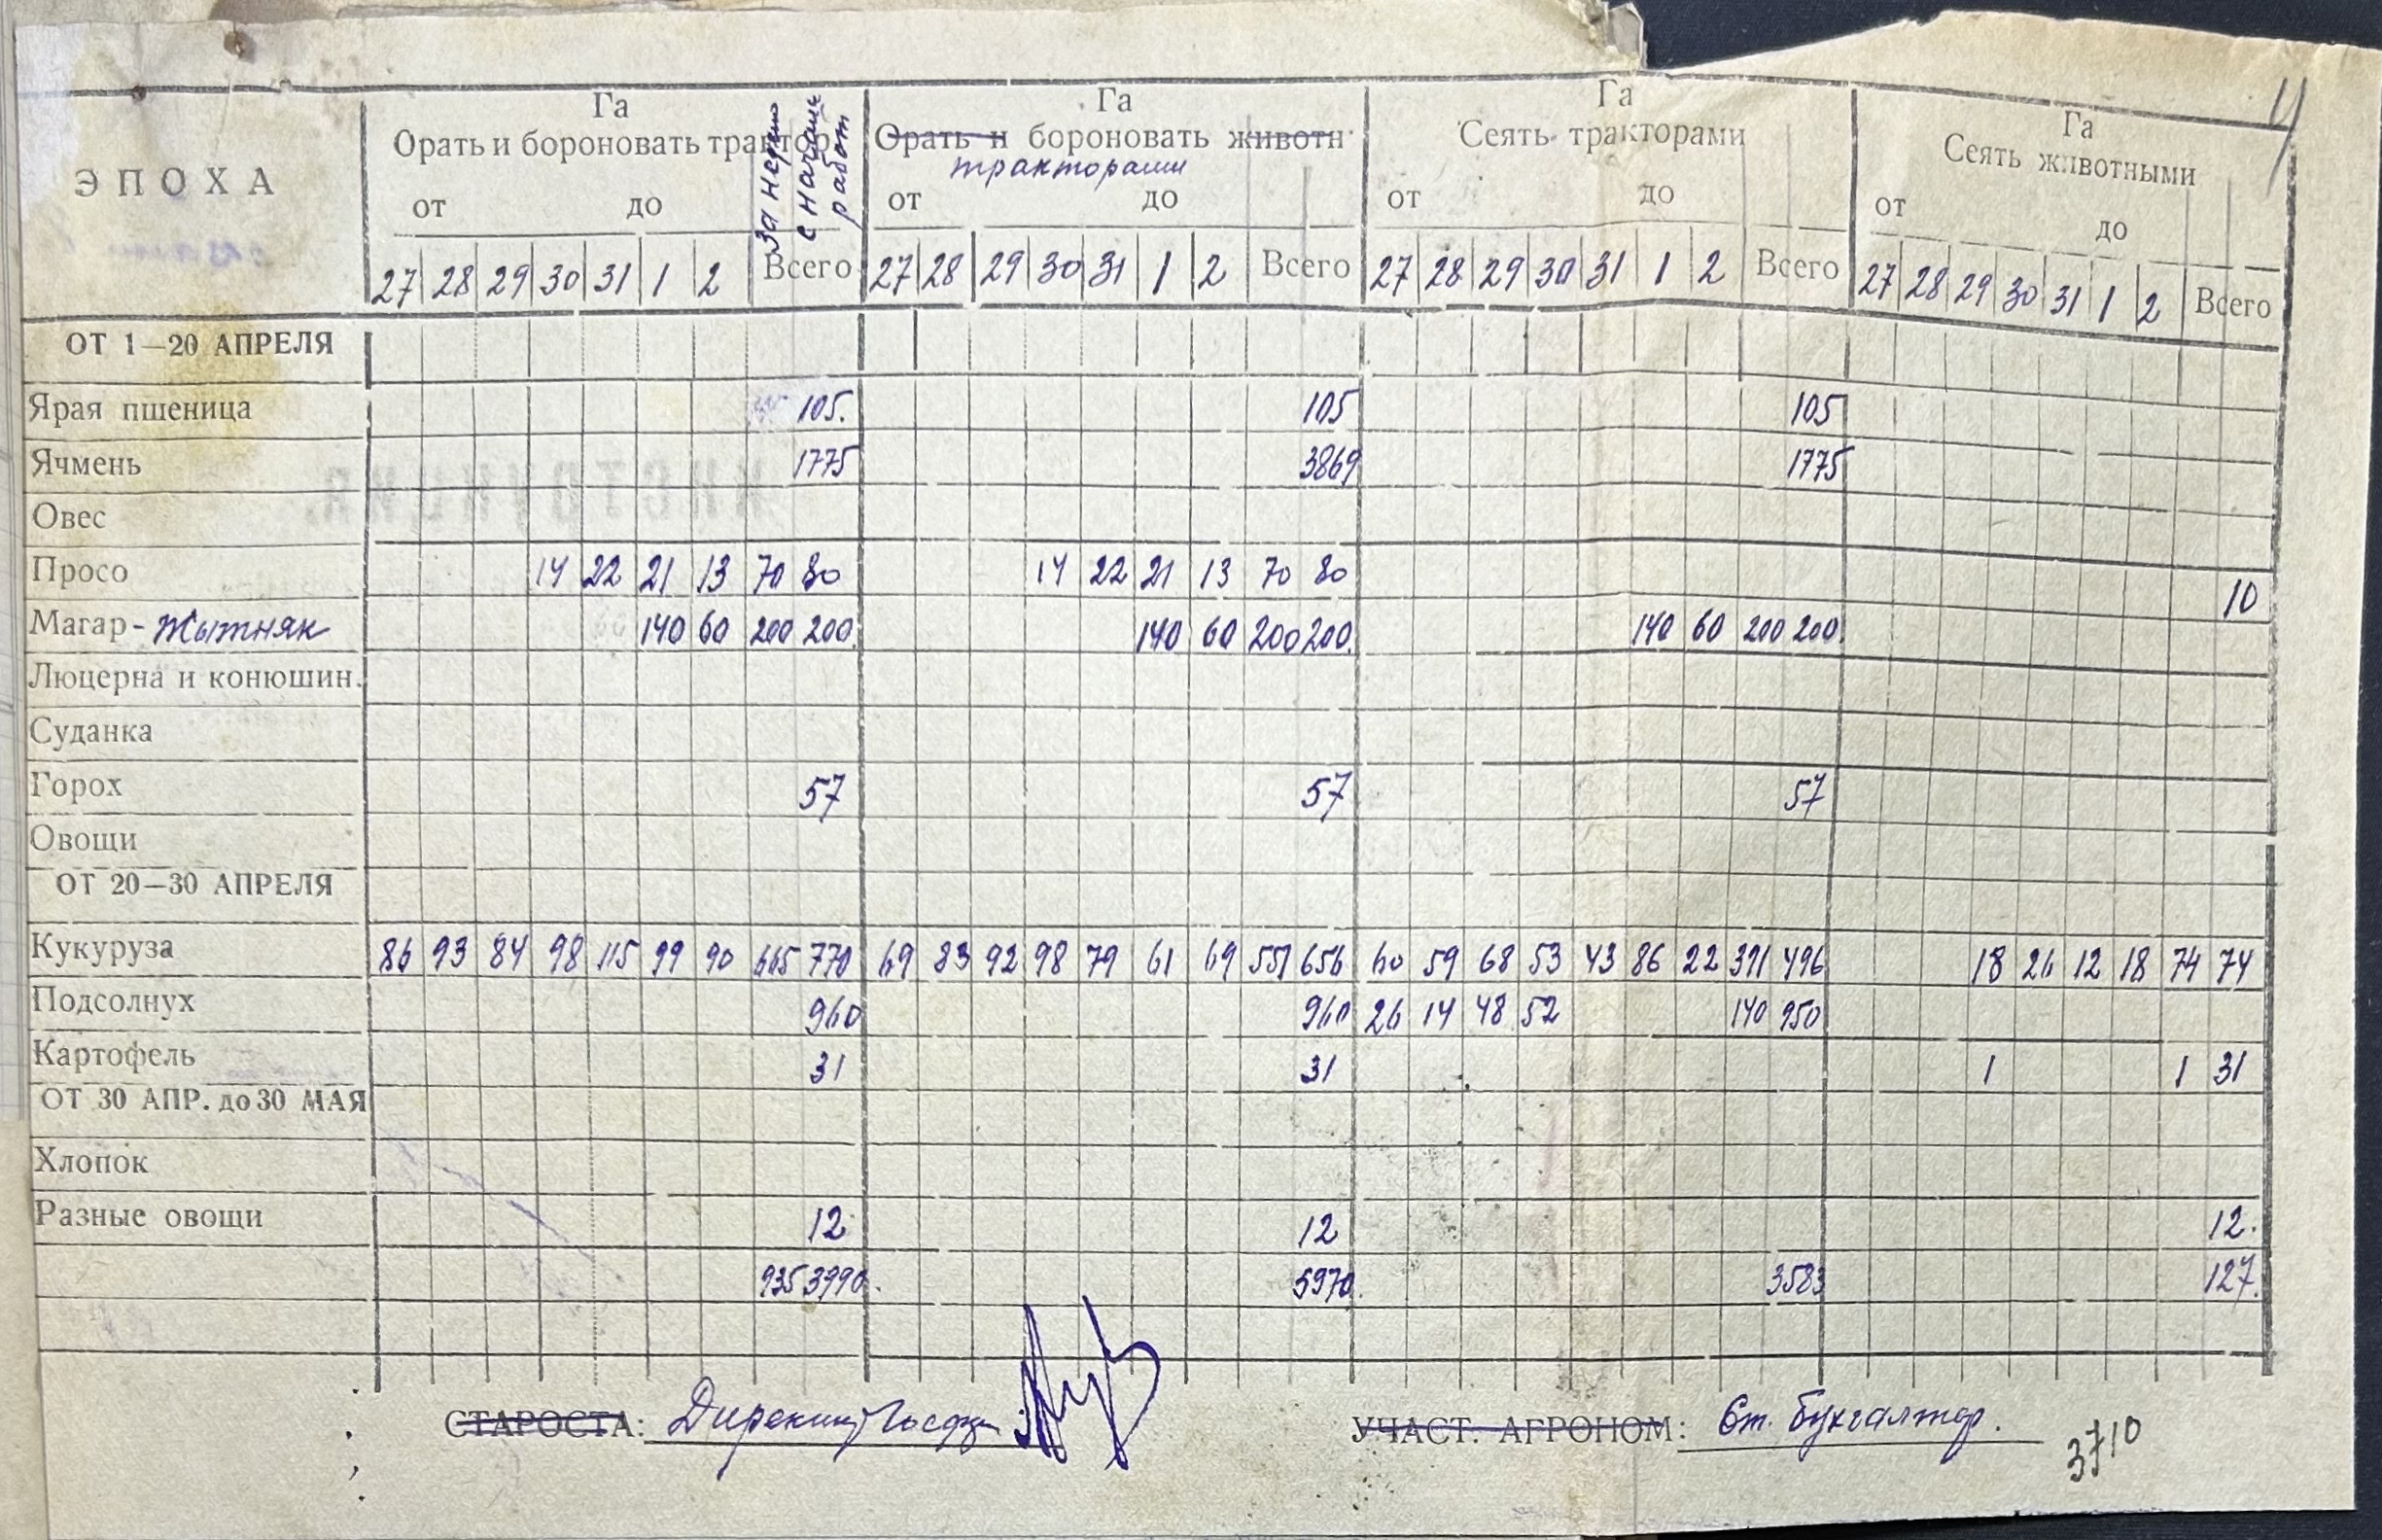 Га Га Га Га
Орать и бороновать трактор Орать и бороновать животн. Сеять тракторами Сеять животными
тракторами
За неделю с начала работ
ЭПОХА
от до от до от до от до
27 28 29 30 31 1 2 Всего 27 28 29 30 31 1 2 Всего 27 28 29 30 31 1 2 Всего 27 28 29 30 31 1 2 Всего
ОТ 1—20 АПРЕЛЯ
Ярая пшеница 105. 105 105
Ячмень 1775 3869 1775
Овес
Просо 14 22 21 13 70 80 14 22 21 13 70 80 10
Магар - Жытняк 140 60 200 200. 140 60 200 200. 140 60 200 200.
Люцерна и конюшин.
Суданка
Горох 57 57 57
Овощи
ОТ 20—30 АПРЕЛЯ
Кукуруза 86 93 84 98 115 99 90 665 770 69 83 92 98 79 61 69 551 656 60 59 68 53 43 86 22 391 496 18 26 12 18 74 74
Подсолнух 960 960 26 14 48 52 140 950
Картофель 31 31 1 1 31
ОТ 30 АПР. до 30 МАЯ
Хлопок
Разные овощи 12 12 12.
935 3990. 5970. 3583 127.
СТАРОСТА: Директор УЧАСТ. АГРОНОМ: Ст. бухгалтер.
3710